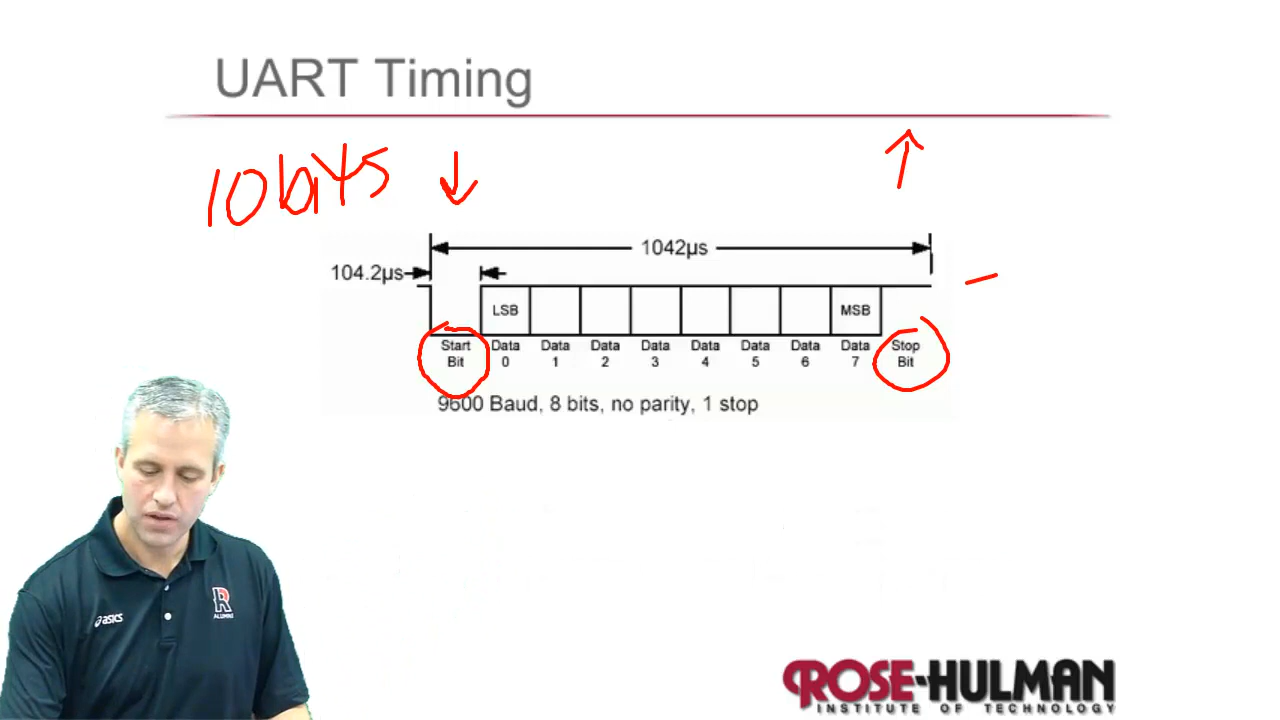 UART Timing
10 bits
1042µs
104.2µs
LSB MSB
Start Data Data Data Data Data Data Data Data Stop
Bit 0 1 2 3 4 5 6 7 Bit
9600 Baud, 8 bits, no parity, 1 stop
R
ALUMNI
asics
ROSE-HULMAN
INSTITUTE OF TECHNOLOGY